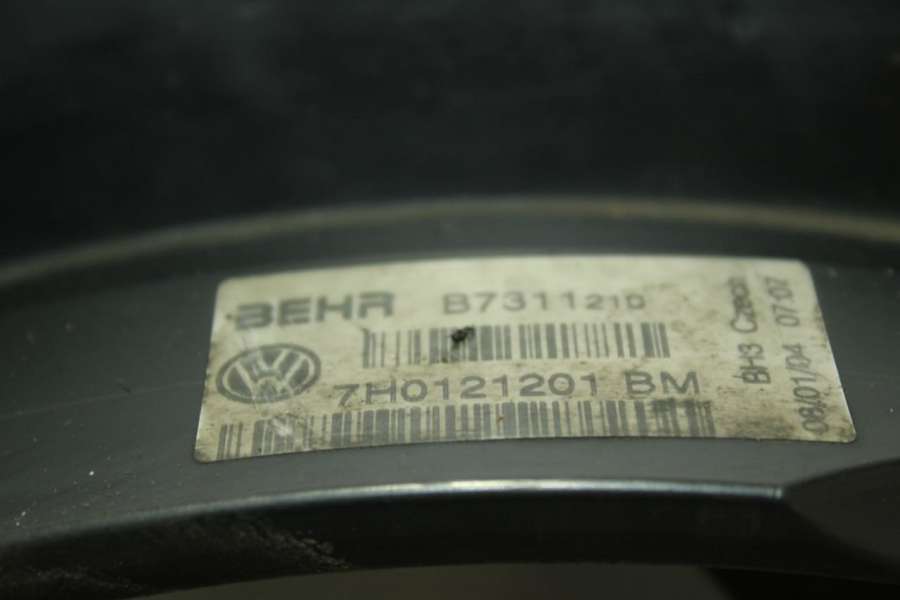 BEHR B7311210
7H0121201 BM
BH3 Czech
08/01/04 07:07